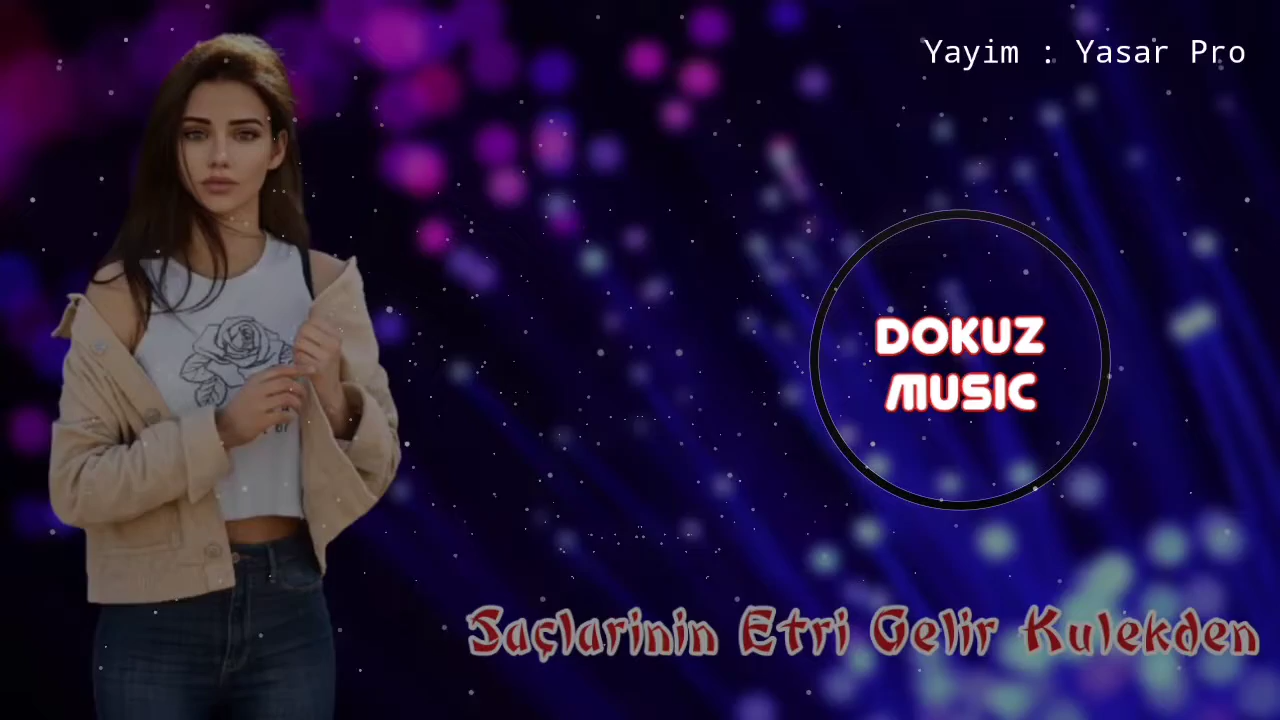 Yayim : Yasar Pro
DOKUZ
MUSIC
Saçlarinin Etri Gelir Kulekden